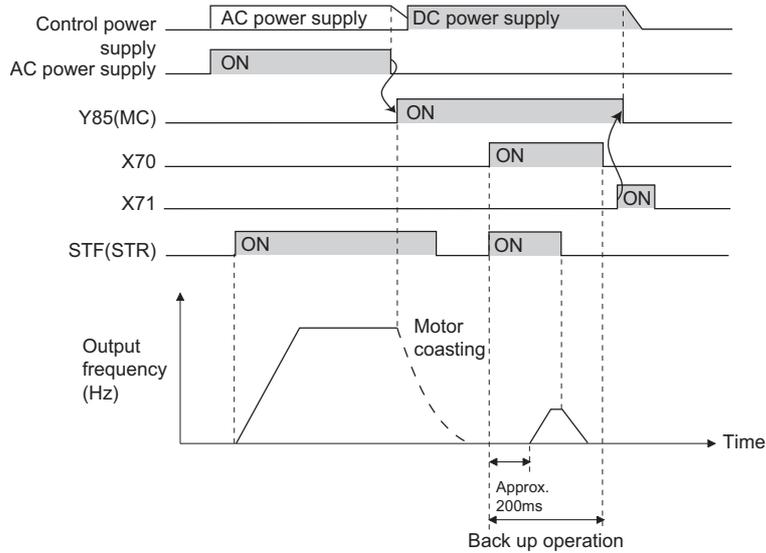 Control power
supply
AC power supply
DC power supply
AC power supply
ON
Y85(MC)
ON
X70
ON
X71
ON
STF(STR)
ON
ON
Output
frequency
(Hz)
Motor
coasting
Time
Approx.
200ms
Back up operation